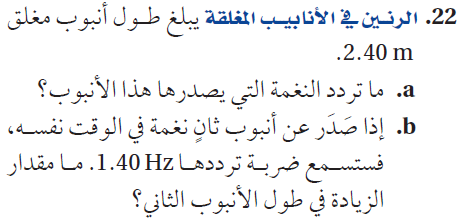 22. الرنين في الأنابيب المغلقة يبلغ طول أنبوب مغلق
2.40 m.
a. ما تردد النغمة التي يصدرها هذا الأنبوب؟
b. إذا صَدَر عن أنبوب ثانٍ نغمة في الوقت نفسه،
فستسمع ضربة ترددها 1.40 Hz. ما مقدار
الزيادة في طول الأنبوب الثاني؟